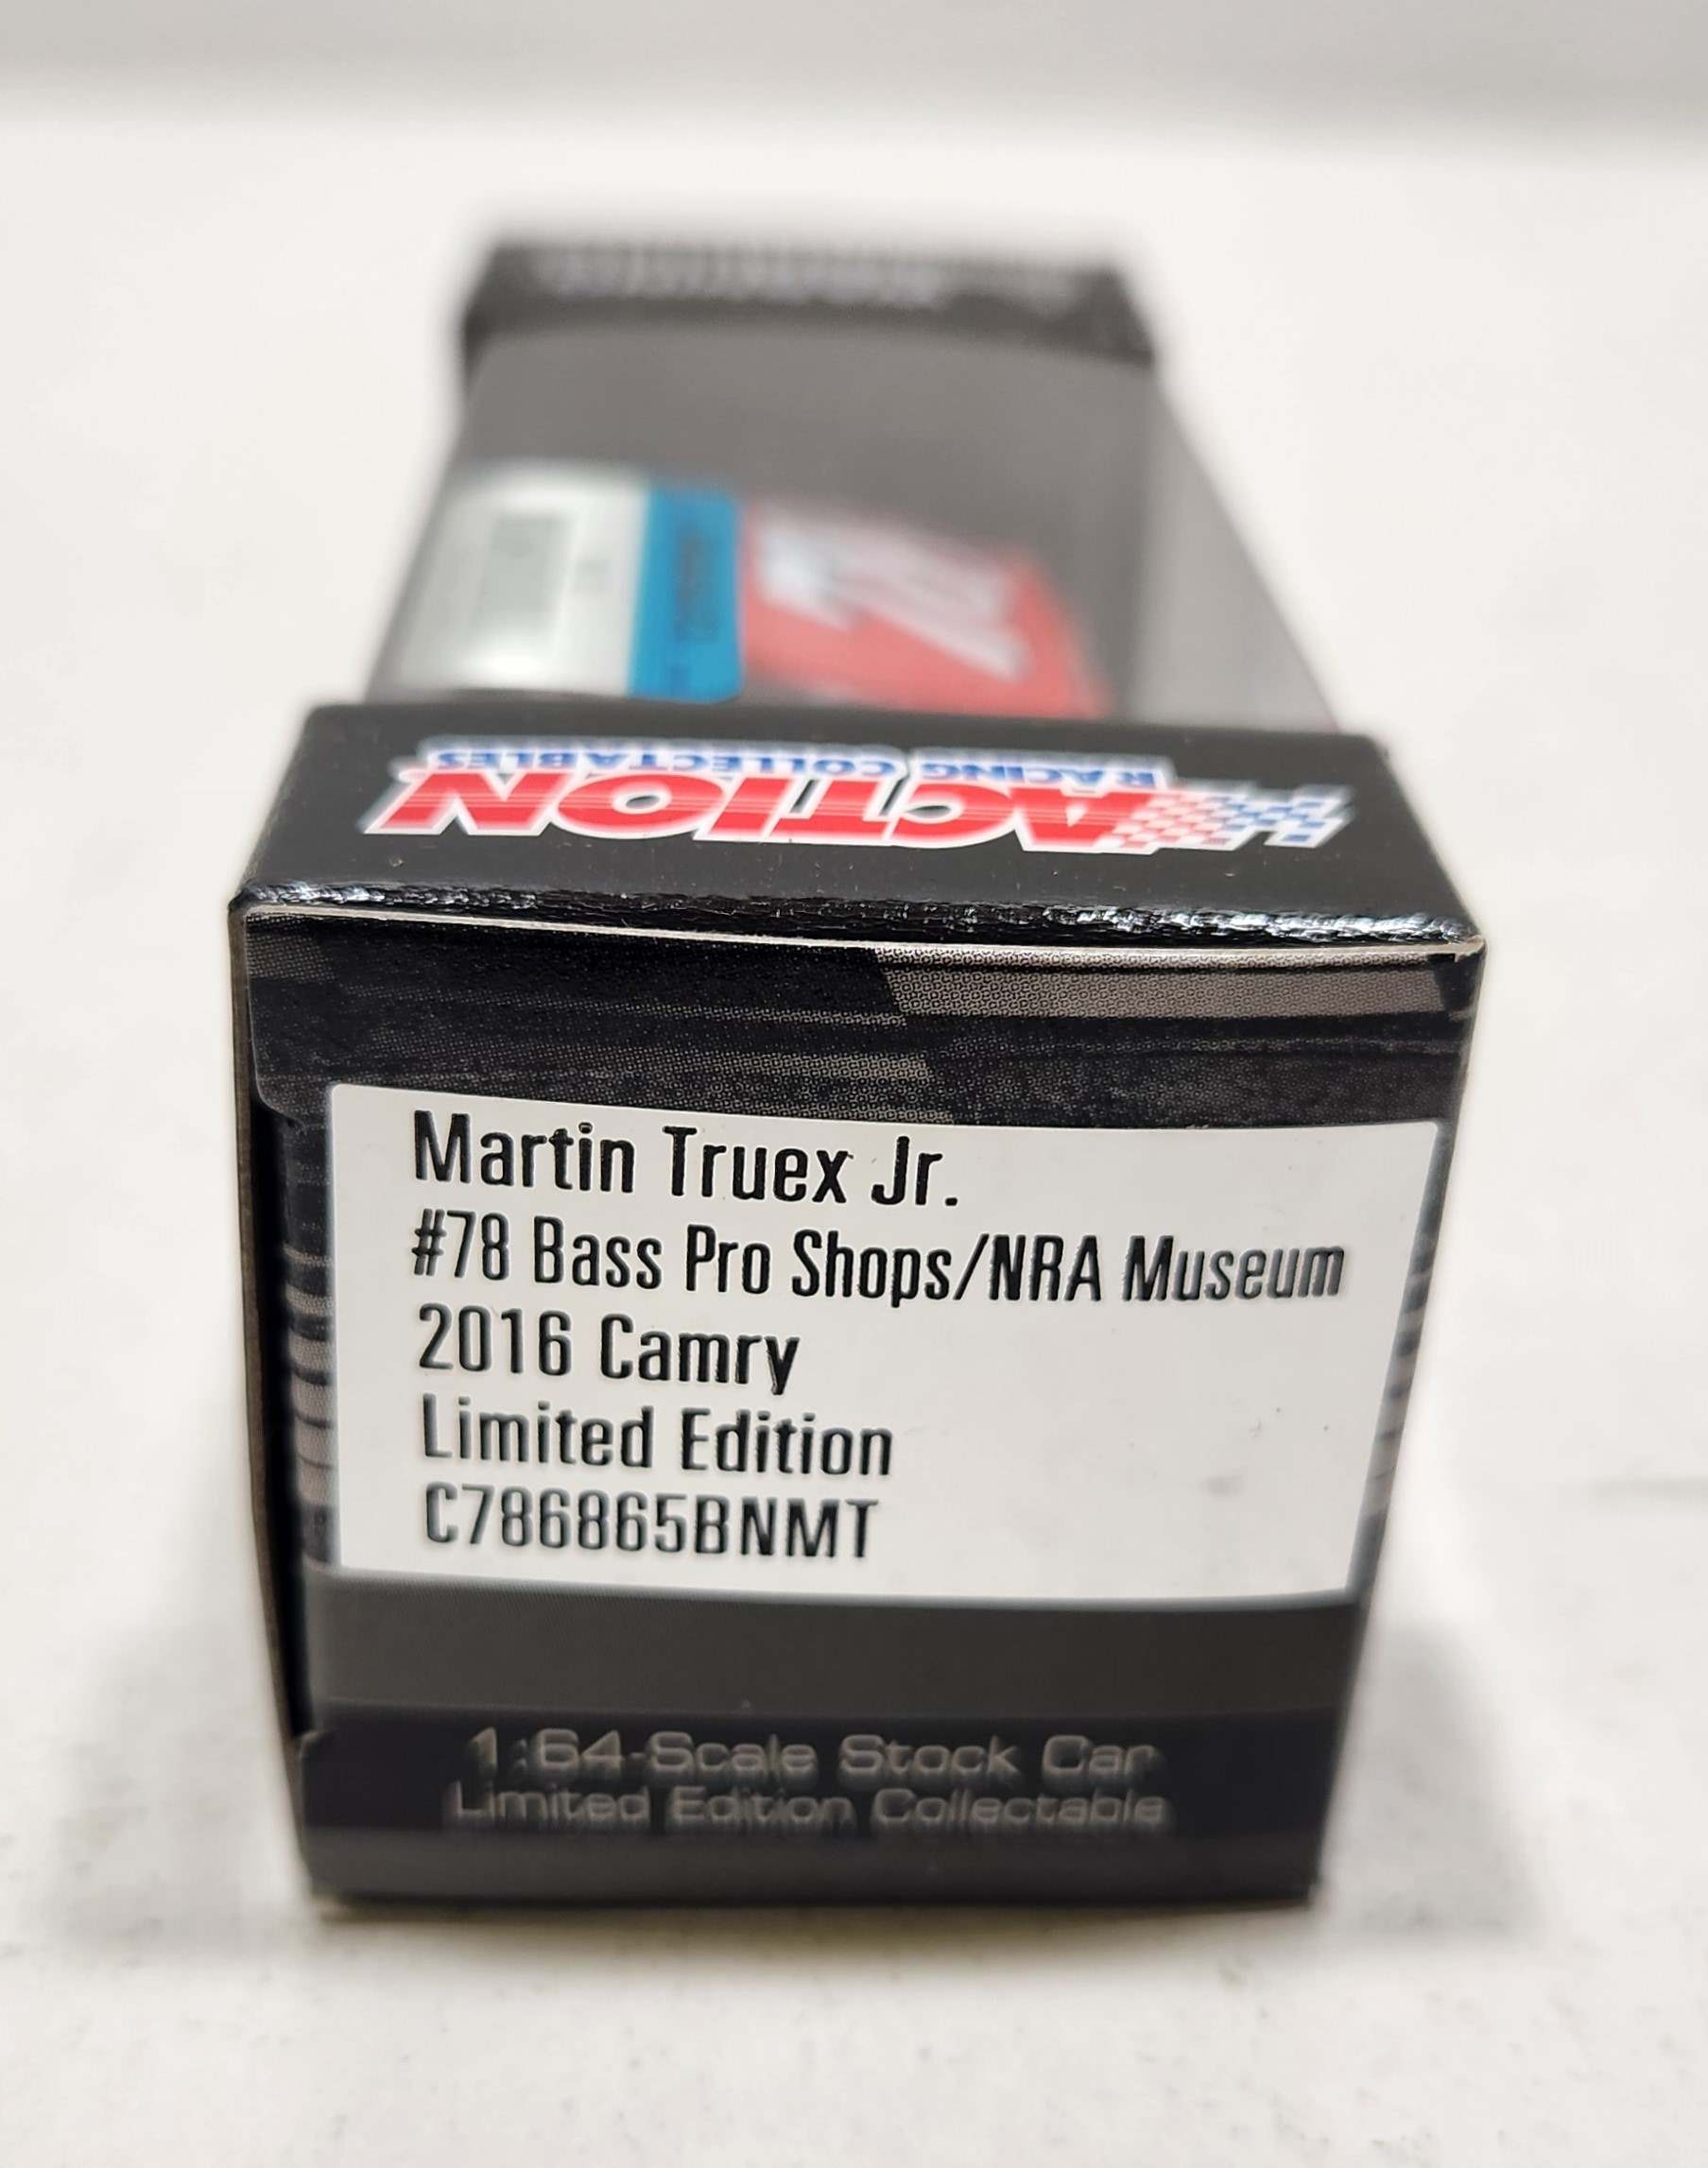 RACING COLLECTABLES
ACTION
Martin Truex Jr.
#78 Bass Pro Shops/NRA Museum
2016 Camry
Limited Edition
C786865BNMT
1:64-Scale Stock Car
Limited Edition Collectable